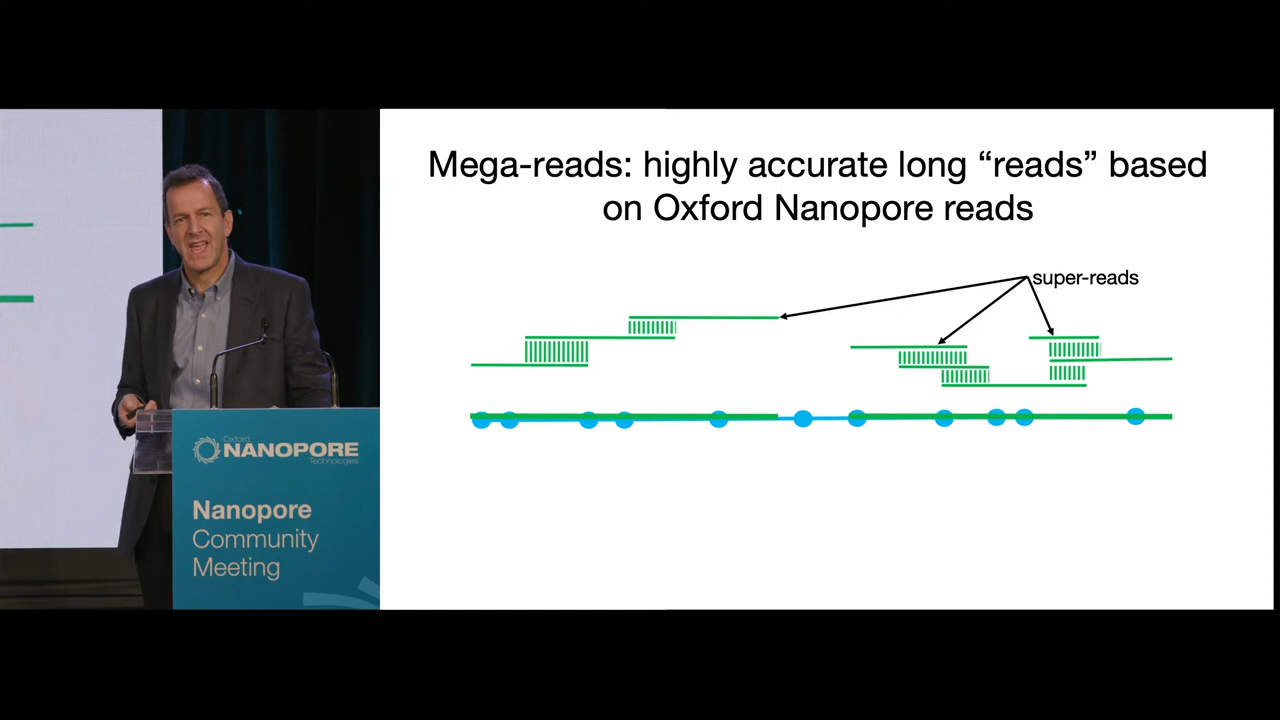 Mega-reads: highly accurate long “reads” based
on Oxford Nanopore reads
super-reads
Oxford
NANOPORE
Technologies
Nanopore
Community
Meeting